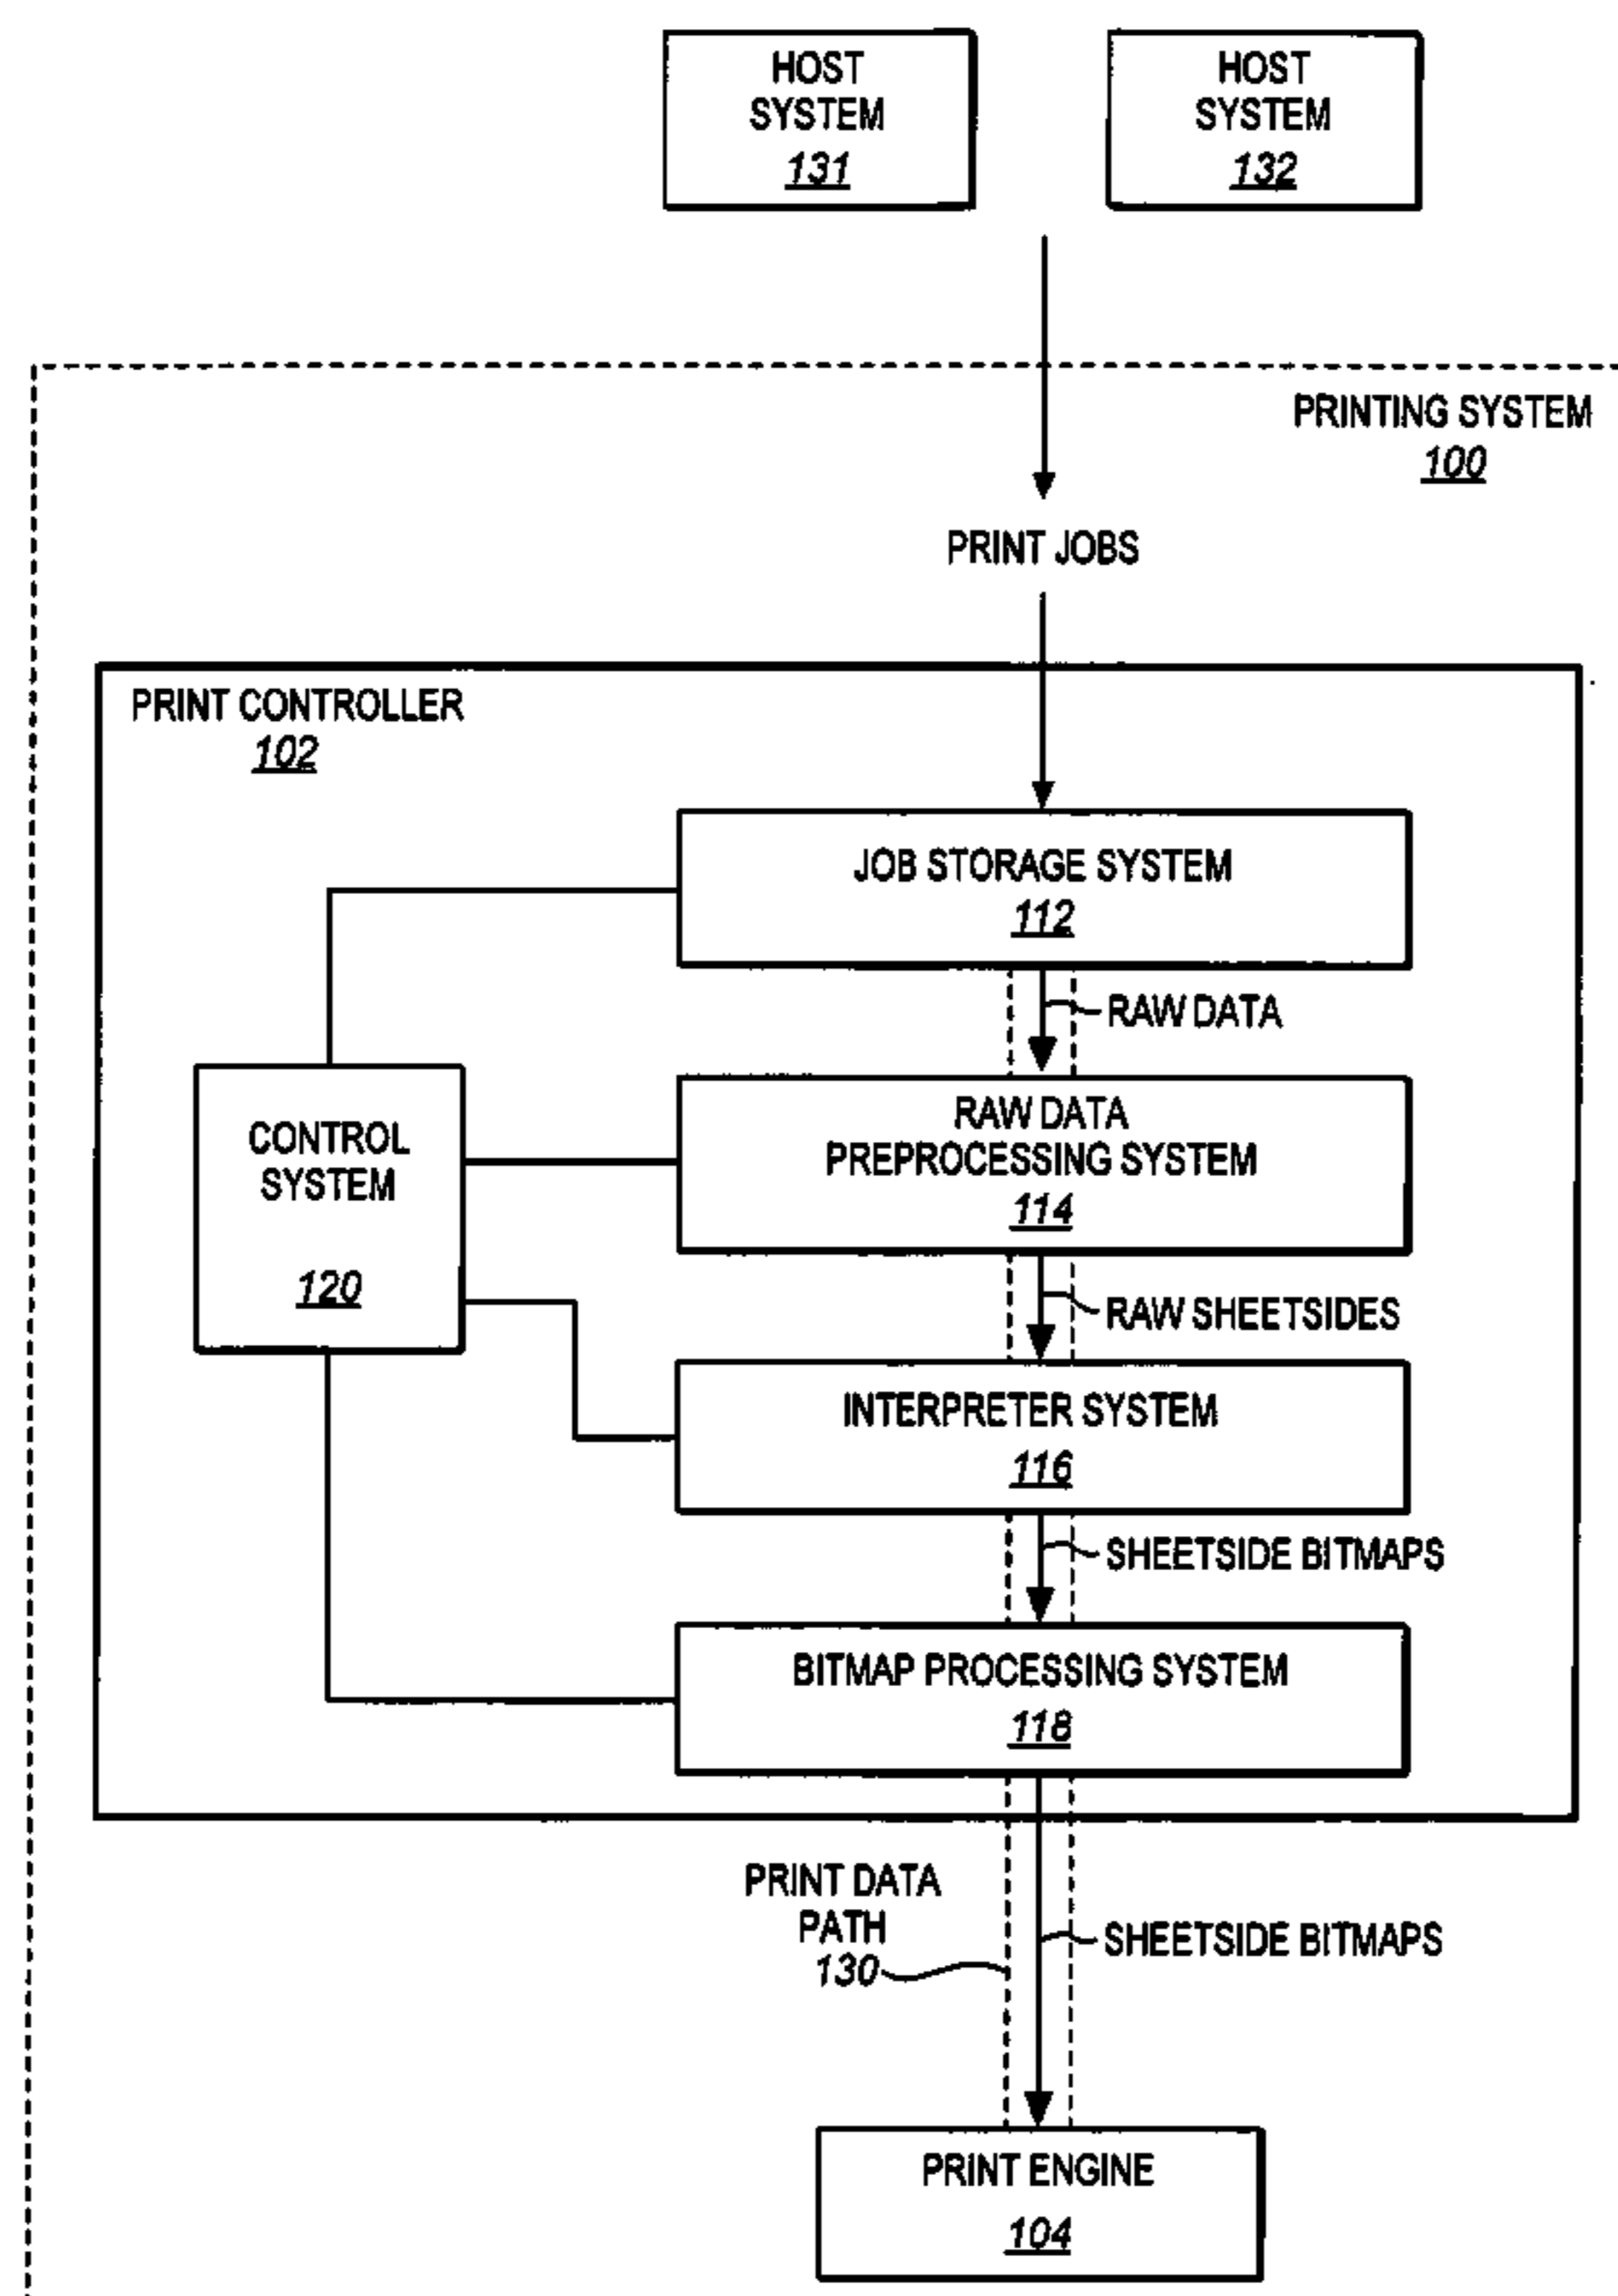 HOST
SYSTEM
131
HOST
SYSTEM
132
PRINTING SYSTEM
100
PRINT JOBS
PRINT CONTROLLER
102
JOB STORAGE SYSTEM
112
RAW DATA
CONTROL
SYSTEM
120
RAW DATA
PREPROCESSING SYSTEM
114
RAW SHEETSIDES
INTERPRETER SYSTEM
116
SHEETSIDE BITMAPS
BITMAP PROCESSING SYSTEM
118
PRINT DATA
PATH
130
SHEETSIDE BITMAPS
PRINT ENGINE
104